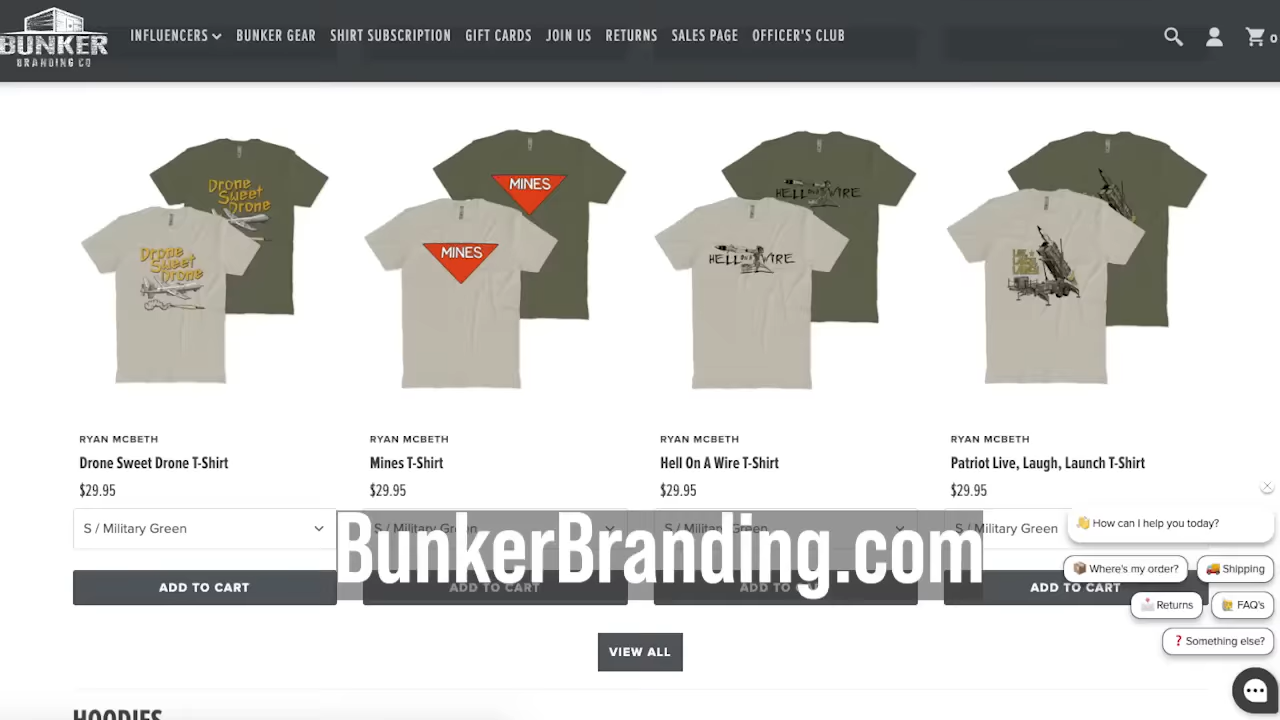 BUNKER
BRANDING CO
INFLUENCERS
BUNKER GEAR
SHIRT SUBSCRIPTION
GIFT CARDS
JOIN US
RETURNS
SALES PAGE
OFFICER'S CLUB
0
Drone
Sweet
Drone
Drone
Sweet
Drone
MINES
MINES
HELL ON A WIRE
HELL ON A WIRE
RYAN MCBETH
Drone Sweet Drone T-Shirt
$29.95
S / Military Green
ADD TO CART
RYAN MCBETH
Mines T-Shirt
$29.95
S / Military Green
ADD TO CART
RYAN MCBETH
Hell On A Wire T-Shirt
$29.95
S / Military Green
ADD TO CART
RYAN MCBETH
Patriot Live, Laugh, Launch T-Shirt
$29.95
S / Military Green
ADD TO CART
BunkerBranding.com
👋 How can I help you today?
📦 Where's my order?
🚚 Shipping
Returns
FAQ's
❓ Something else?
VIEW ALL
HOODIES